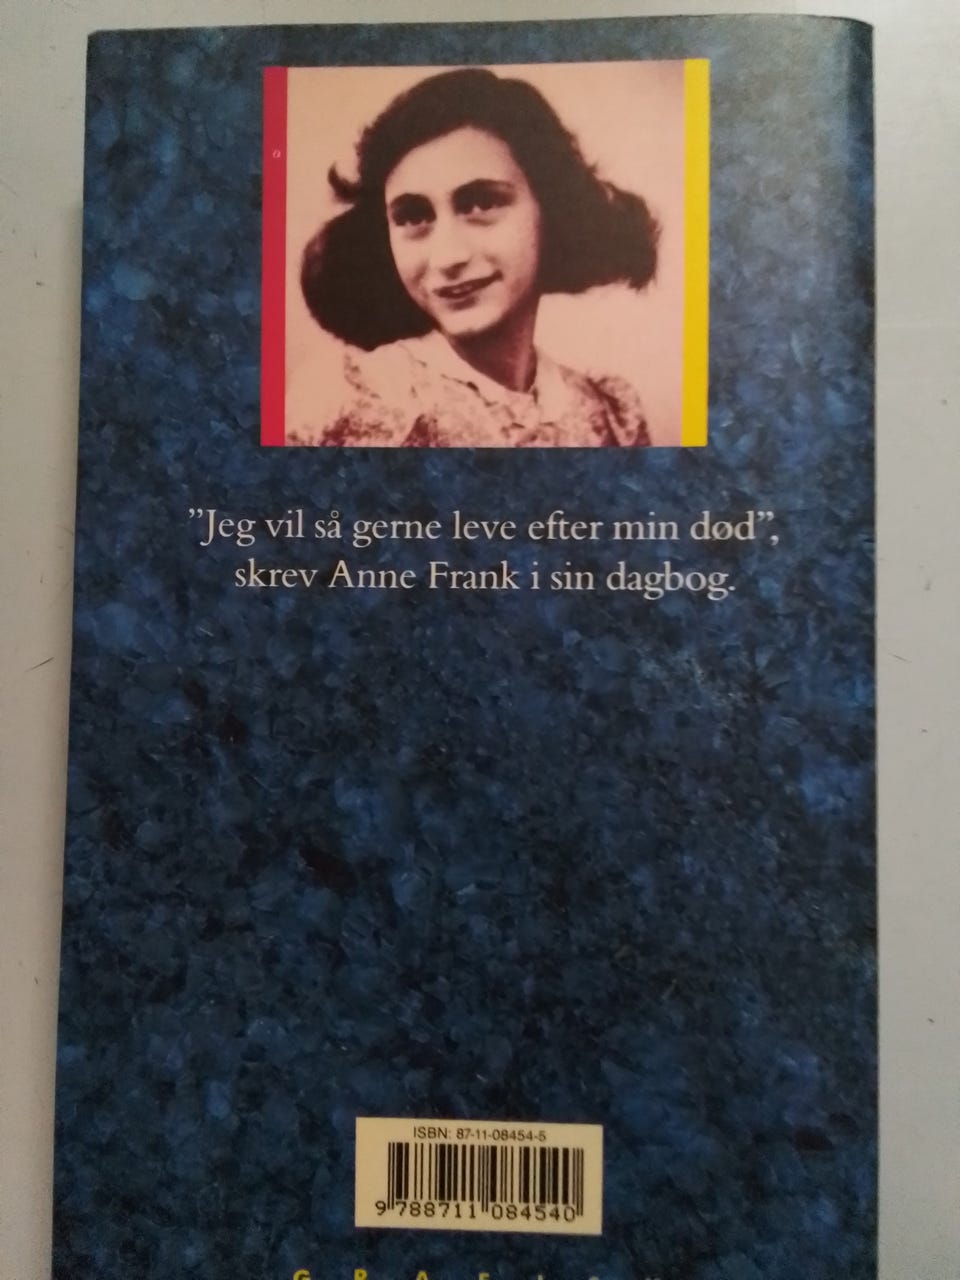 ”Jeg vil så gerne leve efter min død”,
skrev Anne Frank i sin dagbog.
ISBN: 87-11-08454-5
9 788711 084540